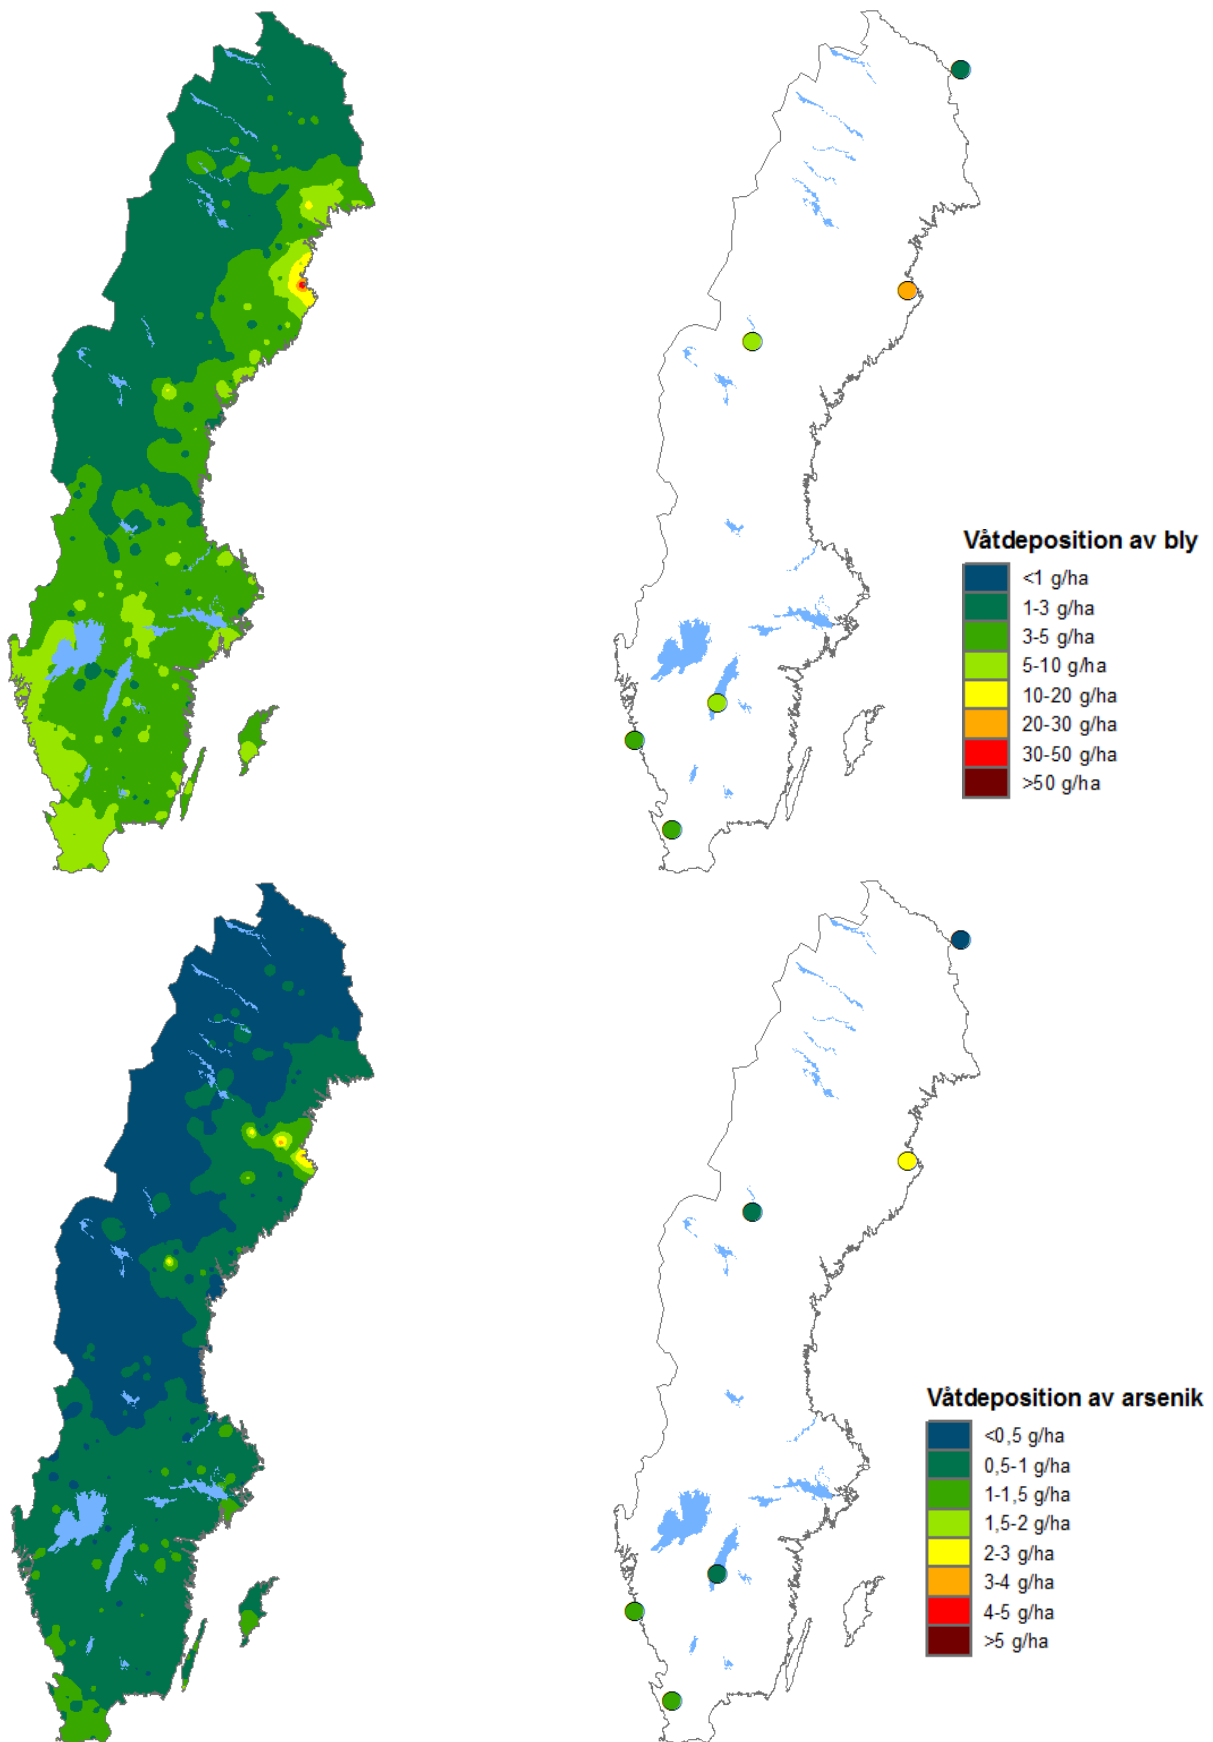 Våtdeposition av bly
<1 g/ha
1-3 g/ha
3-5 g/ha
5-10 g/ha
10-20 g/ha
20-30 g/ha
30-50 g/ha
>50 g/ha
Våtdeposition av arsenik
<0,5 g/ha
0,5-1 g/ha
1-1,5 g/ha
1,5-2 g/ha
2-3 g/ha
3-4 g/ha
4-5 g/ha
>5 g/ha